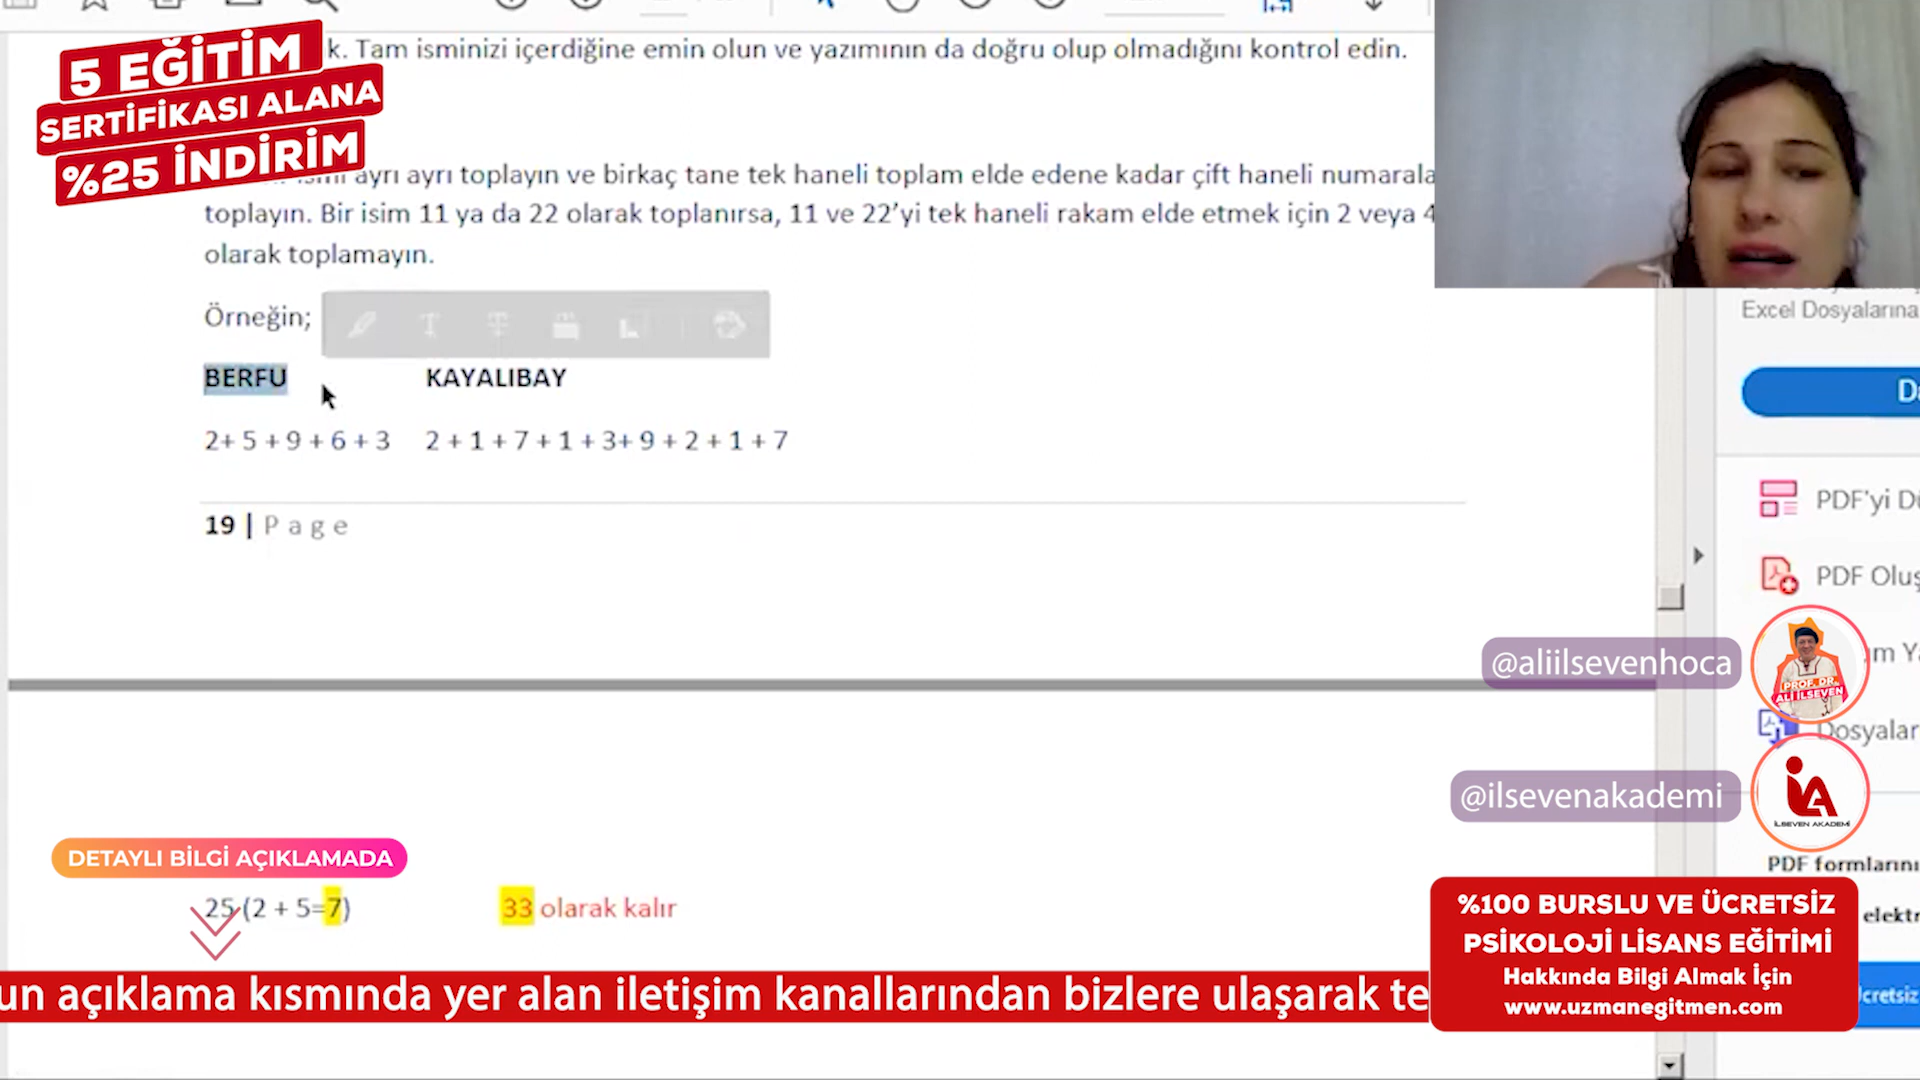 5 EĞİTİM
SERTİFİKASI ALANA
%25 İNDİRİM
k. Tam isminizi içerdiğine emin olun ve yazımının da doğru olup olmadığını kontrol edin.
ayrı ayrı toplayın ve birkaç tane tek haneli toplam elde edene kadar çift haneli numarala
toplayın. Bir isim 11 ya da 22 olarak toplanırsa, 11 ve 22'yi tek haneli rakam elde etmek için 2 veya 4
olarak toplamayın.
Örneğin;
BERFU KAYALIBAY
2+ 5 + 9 + 6 + 3 2 + 1 + 7 + 1 + 3+ 9 + 2 + 1 + 7
19 | Page
25 (2 + 5=7) 33 olarak kalır
Excel Dosyalarına
PDF'yi Dü
PDF Oluş
@aliilsevenhoca
PROF. DR.
ALİ İLSEVEN
Dosyalar
@ilsevenakademi
İLSEVEN AKADEMİ
PDF formlarını
elektr
DETAYLI BİLGİ AÇIKLAMADA
%100 BURSLU VE ÜCRETSİZ
PSİKOLOJİ LİSANS EĞİTİMİ
Hakkında Bilgi Almak İçin
www.uzmanegitmen.com
un açıklama kısmında yer alan iletişim kanallarından bizlere ulaşarak te